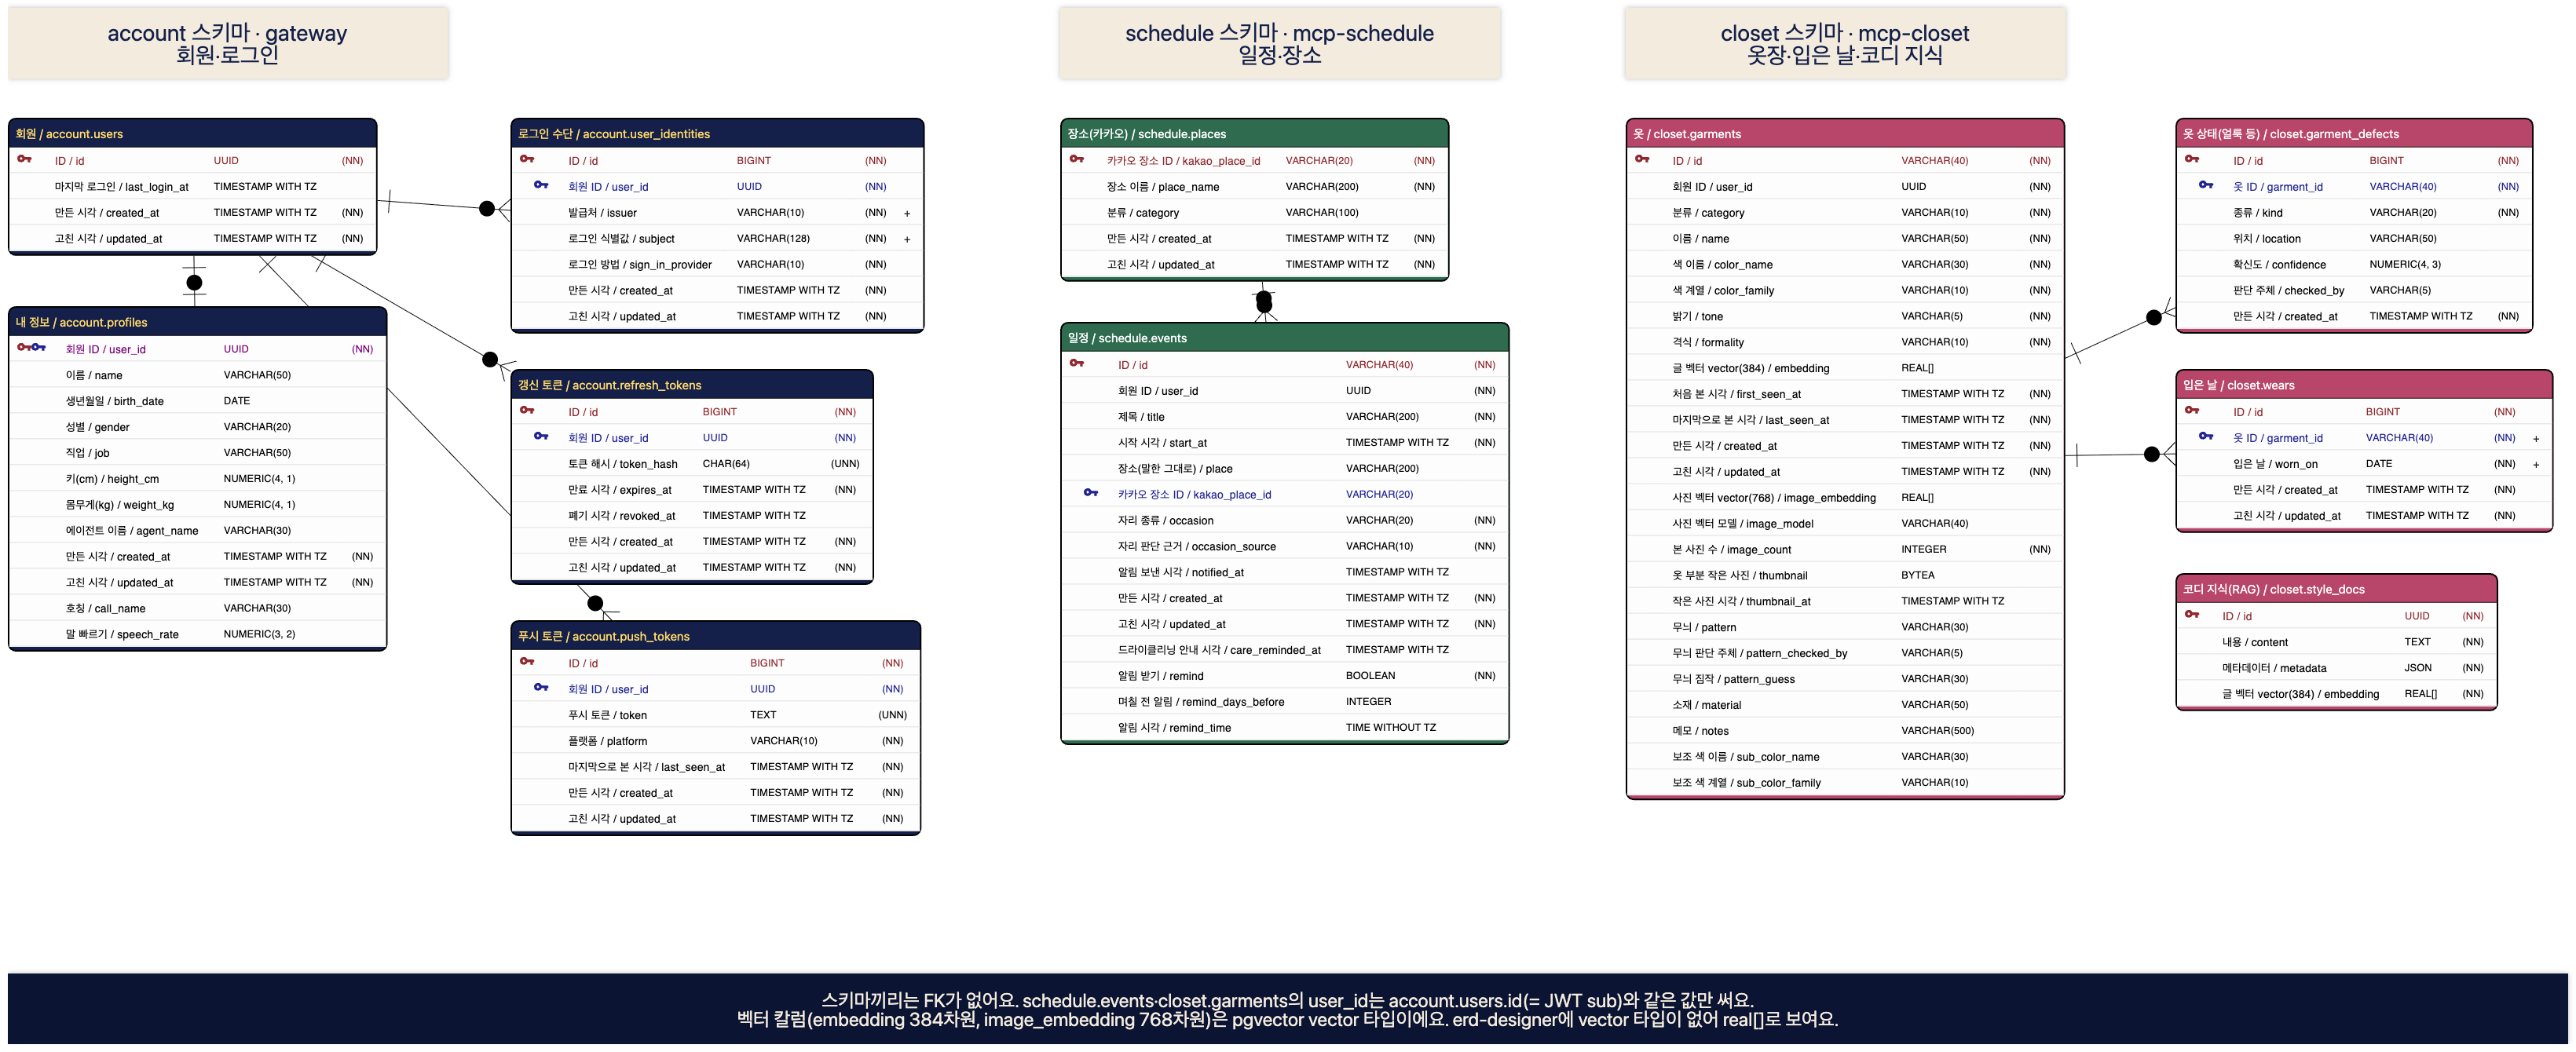 account 스키마 · gateway
회원·로그인
schedule 스키마 · mcp-schedule
일정·장소
closet 스키마 · mcp-closet
옷장·입은 날·코디 지식
회원 / account.users
ID / id UUID (NN)
마지막 로그인 / last_login_at TIMESTAMP WITH TZ
만든 시각 / created_at TIMESTAMP WITH TZ (NN)
고친 시각 / updated_at TIMESTAMP WITH TZ (NN)
내 정보 / account.profiles
회원 ID / user_id UUID (NN)
이름 / name VARCHAR(50)
생년월일 / birth_date DATE
성별 / gender VARCHAR(20)
직업 / job VARCHAR(50)
키(cm) / height_cm NUMERIC(4, 1)
몸무게(kg) / weight_kg NUMERIC(4, 1)
에이전트 이름 / agent_name VARCHAR(30)
만든 시각 / created_at TIMESTAMP WITH TZ (NN)
고친 시각 / updated_at TIMESTAMP WITH TZ (NN)
호칭 / call_name VARCHAR(30)
말 빠르기 / speech_rate NUMERIC(3, 2)
로그인 수단 / account.user_identities
ID / id BIGINT (NN)
회원 ID / user_id UUID (NN)
발급처 / issuer VARCHAR(10) (NN) +
로그인 식별값 / subject VARCHAR(128) (NN) +
로그인 방법 / sign_in_provider VARCHAR(10) (NN)
만든 시각 / created_at TIMESTAMP WITH TZ (NN)
고친 시각 / updated_at TIMESTAMP WITH TZ (NN)
갱신 토큰 / account.refresh_tokens
ID / id BIGINT (NN)
회원 ID / user_id UUID (NN)
토큰 해시 / token_hash CHAR(64) (UNN)
만료 시각 / expires_at TIMESTAMP WITH TZ (NN)
폐기 시각 / revoked_at TIMESTAMP WITH TZ
만든 시각 / created_at TIMESTAMP WITH TZ (NN)
고친 시각 / updated_at TIMESTAMP WITH TZ (NN)
푸시 토큰 / account.push_tokens
ID / id BIGINT (NN)
회원 ID / user_id UUID (NN)
푸시 토큰 / token TEXT (UNN)
플랫폼 / platform VARCHAR(10) (NN)
마지막으로 본 시각 / last_seen_at TIMESTAMP WITH TZ (NN)
만든 시각 / created_at TIMESTAMP WITH TZ (NN)
고친 시각 / updated_at TIMESTAMP WITH TZ (NN)
장소(카카오) / schedule.places
카카오 장소 ID / kakao_place_id VARCHAR(20) (NN)
장소 이름 / place_name VARCHAR(200) (NN)
분류 / category VARCHAR(100)
만든 시각 / created_at TIMESTAMP WITH TZ (NN)
고친 시각 / updated_at TIMESTAMP WITH TZ (NN)
일정 / schedule.events
ID / id VARCHAR(40) (NN)
회원 ID / user_id UUID (NN)
제목 / title VARCHAR(200) (NN)
시작 시각 / start_at TIMESTAMP WITH TZ (NN)
장소(말한 그대로) / place VARCHAR(200)
카카오 장소 ID / kakao_place_id VARCHAR(20)
자리 종류 / occasion VARCHAR(20) (NN)
자리 판단 근거 / occasion_source VARCHAR(10) (NN)
알림 보낸 시각 / notified_at TIMESTAMP WITH TZ
만든 시각 / created_at TIMESTAMP WITH TZ (NN)
고친 시각 / updated_at TIMESTAMP WITH TZ (NN)
드라이클리닝 안내 시각 / care_reminded_at TIMESTAMP WITH TZ
알림 받기 / remind BOOLEAN (NN)
며칠 전 알림 / remind_days_before INTEGER
알림 시각 / remind_time TIME WITHOUT TZ
옷 / closet.garments
ID / id VARCHAR(40) (NN)
회원 ID / user_id UUID (NN)
분류 / category VARCHAR(10) (NN)
이름 / name VARCHAR(50) (NN)
색 이름 / color_name VARCHAR(30) (NN)
색 계열 / color_family VARCHAR(10) (NN)
밝기 / tone VARCHAR(5) (NN)
격식 / formality VARCHAR(10) (NN)
글 벡터 vector(384) / embedding REAL[]
처음 본 시각 / first_seen_at TIMESTAMP WITH TZ (NN)
마지막으로 본 시각 / last_seen_at TIMESTAMP WITH TZ (NN)
만든 시각 / created_at TIMESTAMP WITH TZ (NN)
고친 시각 / updated_at TIMESTAMP WITH TZ (NN)
사진 벡터 vector(768) / image_embedding REAL[]
사진 벡터 모델 / image_model VARCHAR(40)
본 사진 수 / image_count INTEGER (NN)
옷 부분 작은 사진 / thumbnail BYTEA
작은 사진 시각 / thumbnail_at TIMESTAMP WITH TZ
무늬 / pattern VARCHAR(30)
무늬 판단 주체 / pattern_checked_by VARCHAR(5)
무늬 짐작 / pattern_guess VARCHAR(30)
소재 / material VARCHAR(50)
메모 / notes VARCHAR(500)
보조 색 이름 / sub_color_name VARCHAR(30)
보조 색 계열 / sub_color_family VARCHAR(10)
옷 상태(얼룩 등) / closet.garment_defects
ID / id BIGINT (NN)
옷 ID / garment_id VARCHAR(40) (NN)
종류 / kind VARCHAR(20) (NN)
위치 / location VARCHAR(50)
확신도 / confidence NUMERIC(4, 3)
판단 주체 / checked_by VARCHAR(5)
만든 시각 / created_at TIMESTAMP WITH TZ (NN)
입은 날 / closet.wears
ID / id BIGINT (NN)
옷 ID / garment_id VARCHAR(40) (NN) +
입은 날 / worn_on DATE (NN) +
만든 시각 / created_at TIMESTAMP WITH TZ (NN)
고친 시각 / updated_at TIMESTAMP WITH TZ (NN)
코디 지식(RAG) / closet.style_docs
ID / id UUID (NN)
내용 / content TEXT (NN)
메타데이터 / metadata JSON (NN)
글 벡터 vector(384) / embedding REAL[] (NN)
스키마끼리는 FK가 없어요. schedule.events·closet.garments의 user_id는 account.users.id(= JWT sub)와 같은 값만 써요.
벡터 칼럼(embedding 384차원, image_embedding 768차원)은 pgvector vector 타입이에요. erd-designer에 vector 타입이 없어 real[]로 보여요.